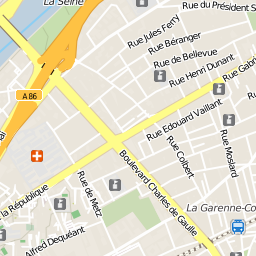 La Seine
Rue du Président S
Rue Jules Ferry
Rue Béranger
Rue de Bellevue
Rue Henri Dunant
Rue Gabri
A 86
Rue Edouard Vaillant
Rue Mosiard
Rue Colbert
Boulevard Charles de Gaulle
la République
Rue de Metz
La Garenne-Co
Alfred Dequéant